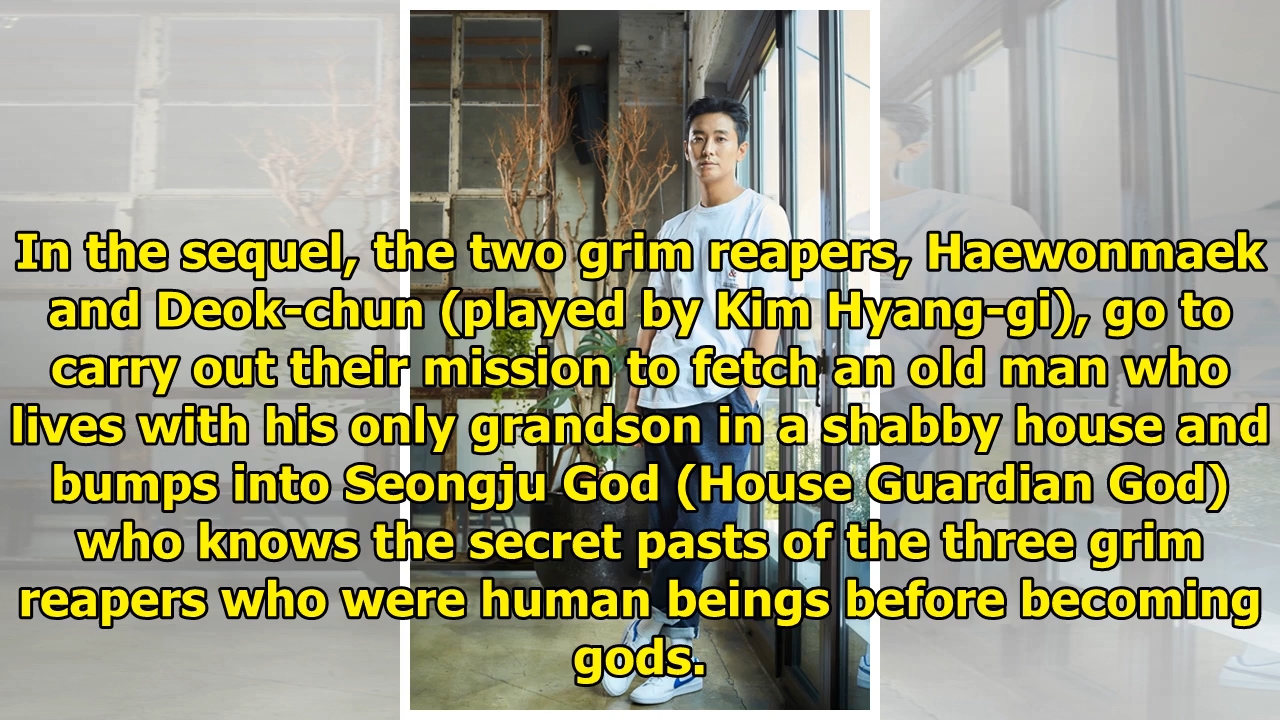 In the sequel, the two grim reapers, Haewonmaek
and Deok-chun (played by Kim Hyang-gi), go to
carry out their mission to fetch an old man who
lives with his only grandson in a shabby house and
bumps into Seongju God (House Guardian God)
who knows the secret pasts of the three grim
reapers who were human beings before becoming
gods.